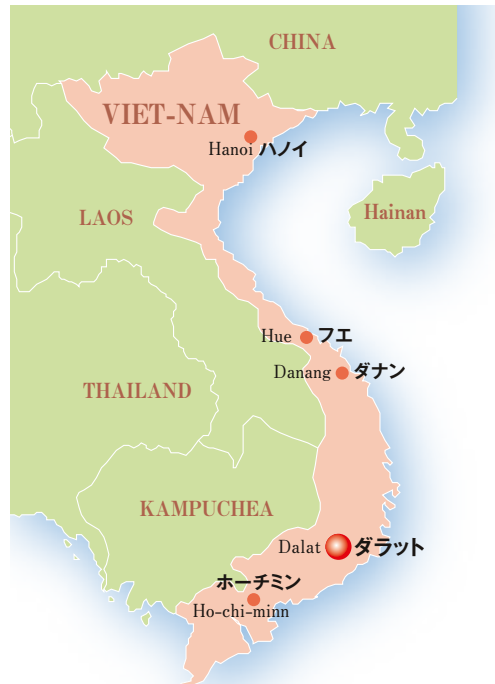 CHINA
VIET-NAM
Hanoi ハノイ
LAOS
Hainan
Hue フエ
Danang ダナン
THAILAND
KAMPUCHEA
Dalat ダラット
ホーチミン
Ho-chi-minn